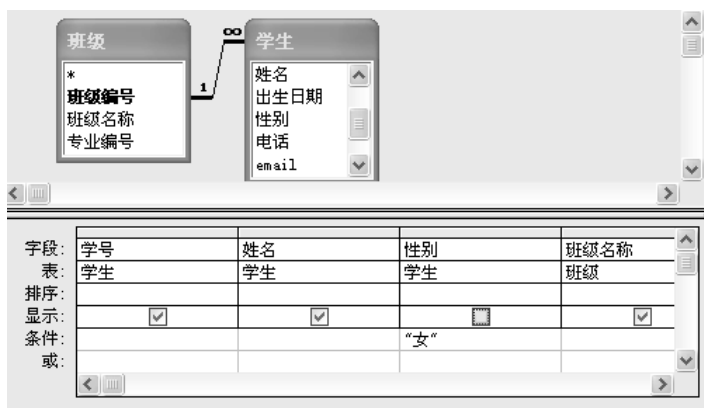 班级
*
班级编号
班级名称
专业编号
1
∞
学生
姓名
出生日期
性别
电话
email
字段: 学号 姓名 性别 班级名称
表: 学生 学生 学生 班级
排序:
显示:
条件: "女"
或: